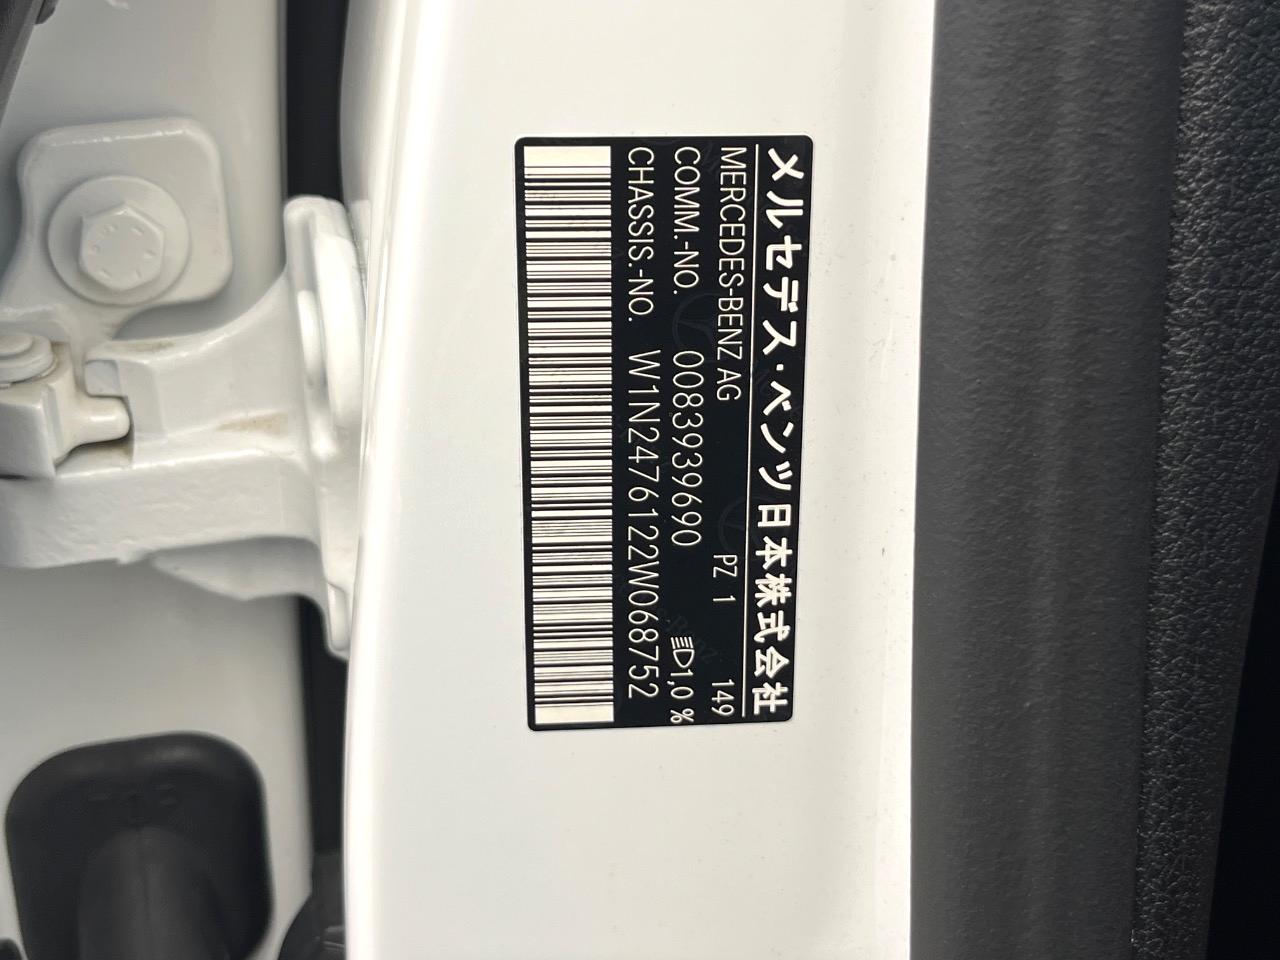 メルセデス・ベンツ日本株式会社
MERCEDES-BENZ AG PZ 1 149
COMM.-NO. 0083939690 1,0 %
CHASSIS.-NO. W1N2476122W068752